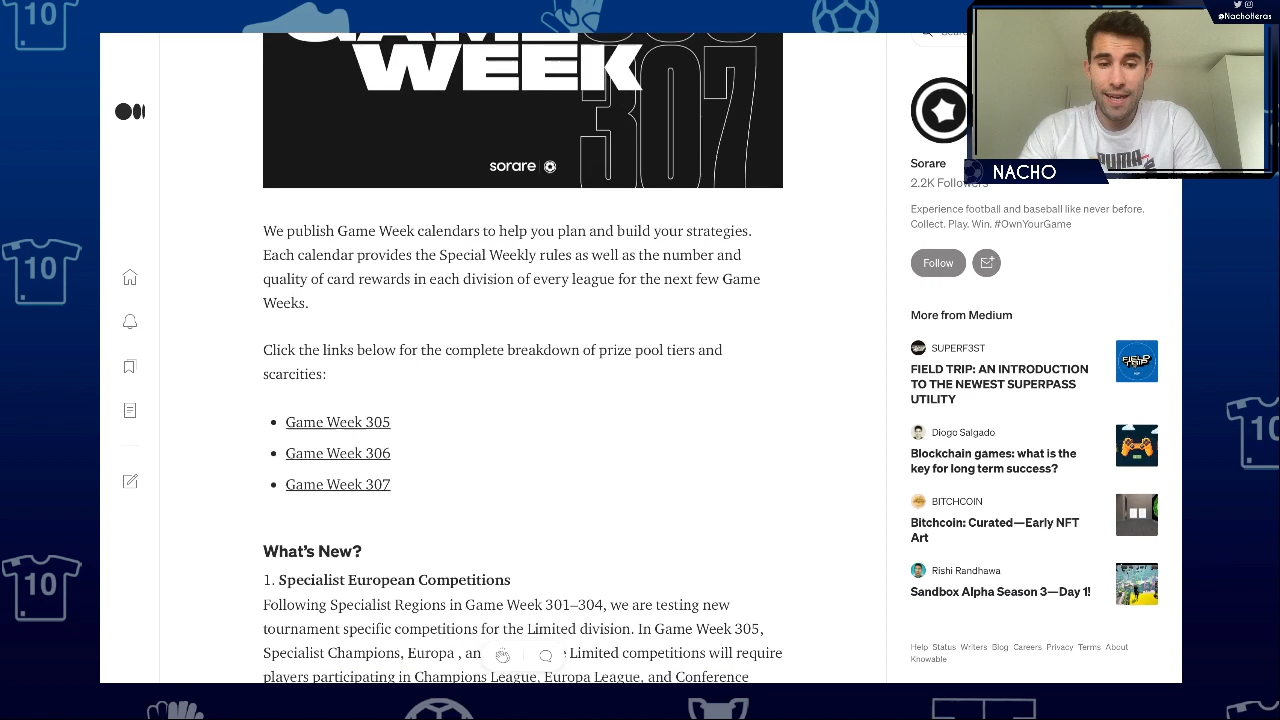 @NachoHeras
WEEK
307
sorare
NACHO
PUMA
Sorare
2.2K Followers
Experience football and baseball like never before.
Collect. Play. Win. #OwnYourGame
Follow
We publish Game Week calendars to help you plan and build your strategies.
Each calendar provides the Special Weekly rules as well as the number and
quality of card rewards in each division of every league for the next few Game
Weeks.
Click the links below for the complete breakdown of prize pool tiers and
scarcities:
Game Week 305
Game Week 306
Game Week 307
What's New?
1. Specialist European Competitions
Following Specialist Regions in Game Week 301–304, we are testing new
tournament specific competitions for the Limited division. In Game Week 305,
Specialist Champions, Europa , an Limited competitions will require
players participating in Champions League, Europa League, and Conference
More from Medium
SUPERF3ST
FIELD TRIP: AN INTRODUCTION
TO THE NEWEST SUPERPASS
UTILITY
FIELD
TRIP
Diogo Salgado
Blockchain games: what is the
key for long term success?
BITCHCOIN
Bitchcoin: Curated—Early NFT
Art
Rishi Randhawa
Sandbox Alpha Season 3—Day 1!
Help Status Writers Blog Careers Privacy Terms About
Knowable
10
10
10
10
10